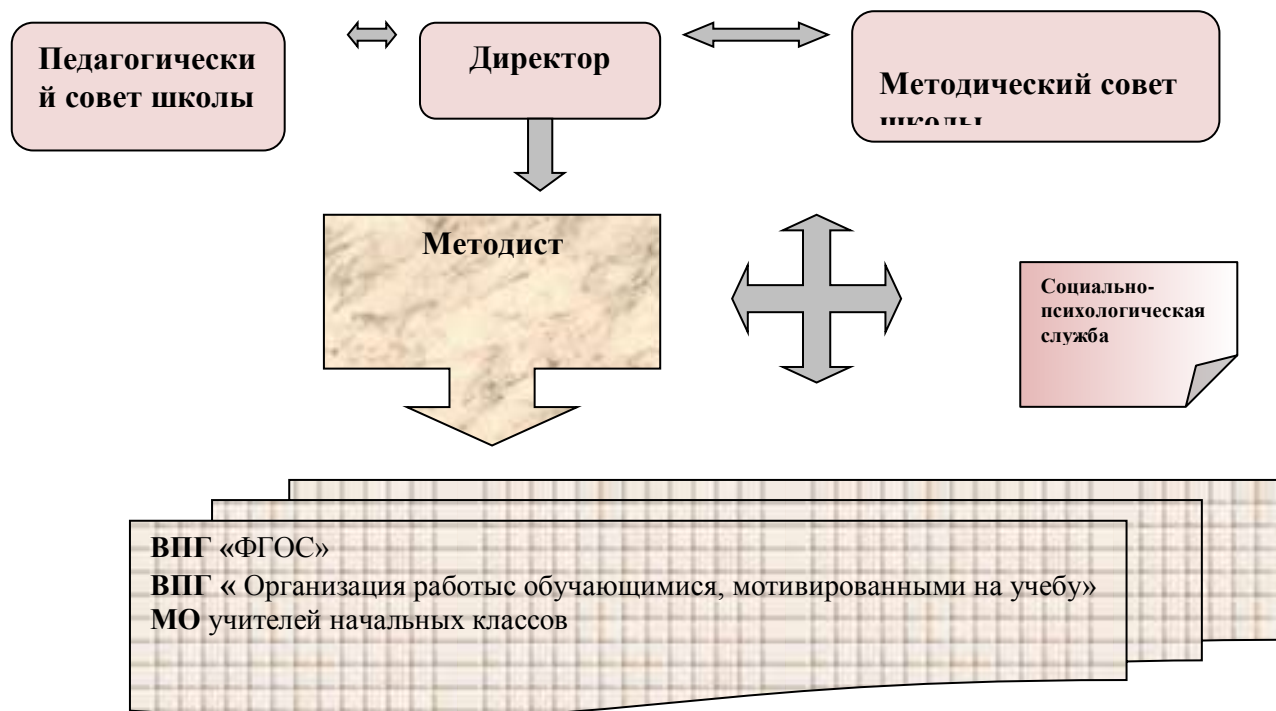 Педагогически
й совет школы
Директор
Методический совет
школы
Методист
Социально-
психологическая
служба
ВПГ «ФГОС»
ВПГ « Организация работыс обучающимися, мотивированными на учебу»
МО учителей начальных классов